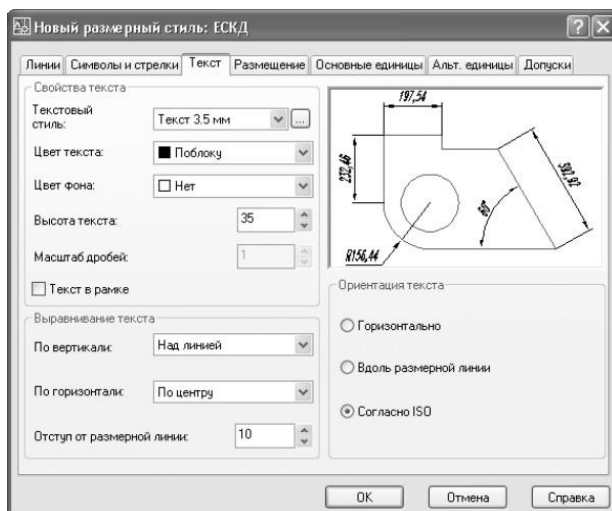 Новый размерный стиль: ЕСКД
Линии Символы и стрелки Текст Размещение Основные единицы Альт. единицы Допуски
Свойства текста
Текстовый стиль: Текст 3.5 мм ...
Цвет текста: Поблоку
Цвет фона: Нет
Высота текста: 35
Масштаб дробей: 1
Текст в рамке
Выравнивание текста
По вертикали: Над линией
По горизонтали: По центру
Отступ от размерной линии: 10
197,54
232,46
392,92
60°
R156,44
Ориентация текста
Горизонтально
Вдоль размерной линии
Согласно ISO
OK Отмена Справка